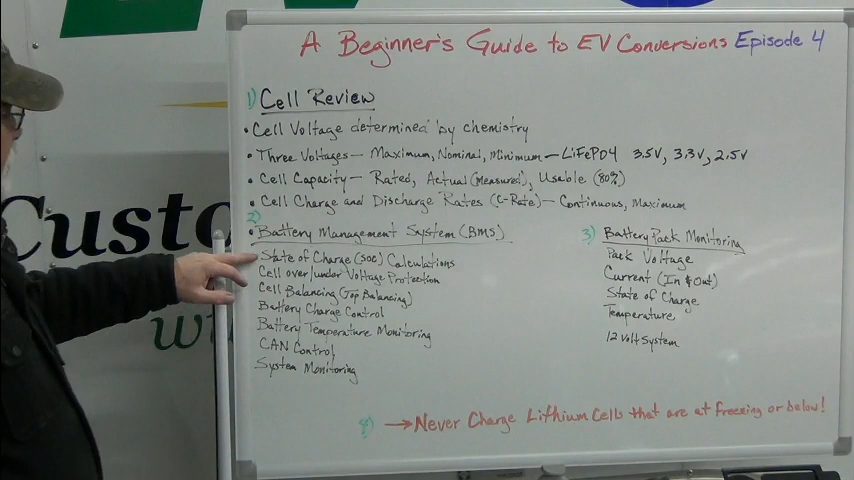 A Beginner's Guide to EV Conversions Episode 4
1) Cell Review
• Cell Voltage determined by chemistry
• Three Voltages – Maximum, Nominal, Minimum – LiFePO4 3.5V, 3.3V, 2.5V
• Cell Capacity – Rated, Actual (Measured), Usable (80%)
• Cell Charge and Discharge Rates (C-Rate) – Continuous, Maximum
2)
• Battery Management System (BMS)
State of Charge (SOC) Calculations
Cell over/under Voltage Protection
Cell Balancing (Top Balancing)
Battery Charge Control
Battery Temperature Monitoring
CAN Control
System Monitoring
3) Battery Pack Monitoring
Pack Voltage
Current (In & Out)
State of Charge
Temperature
12 Volt System
→ Never Charge Lithium Cells that are at freezing or below!
Custo
wi